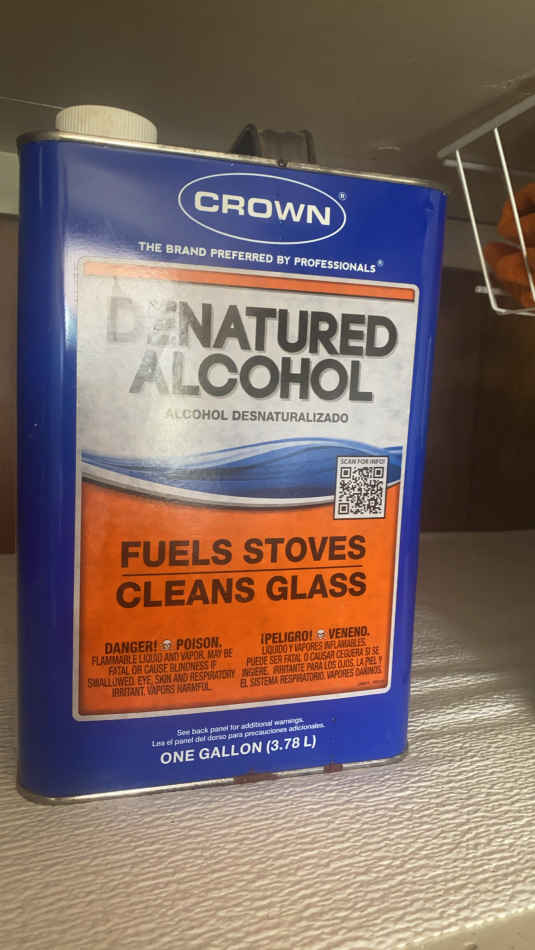 CROWN®
THE BRAND PREFERRED BY PROFESSIONALS®
DENATURED
ALCOHOL
ALCOHOL DESNATURALIZADO
SCAN FOR INFO!
FUELS STOVES
CLEANS GLASS
DANGER! POISON.
FLAMMABLE LIQUID AND VAPOR. MAY BE
FATAL OR CAUSE BLINDNESS IF
SWALLOWED. EYE, SKIN AND RESPIRATORY
IRRITANT. VAPORS HARMFUL.
¡PELIGRO! VENENO.
LIQUIDO Y VAPORES INFLAMABLES.
PUEDE SER FATAL O CAUSAR CEGUERA SI SE
INGIERE. IRRITANTE PARA LOS OJOS, LA PIEL Y
EL SISTEMA RESPIRATORIO. VAPORES DAÑINOS.
See back panel for additional warnings.
Lea el panel del dorso para precauciones adicionales.
ONE GALLON (3.78 L)